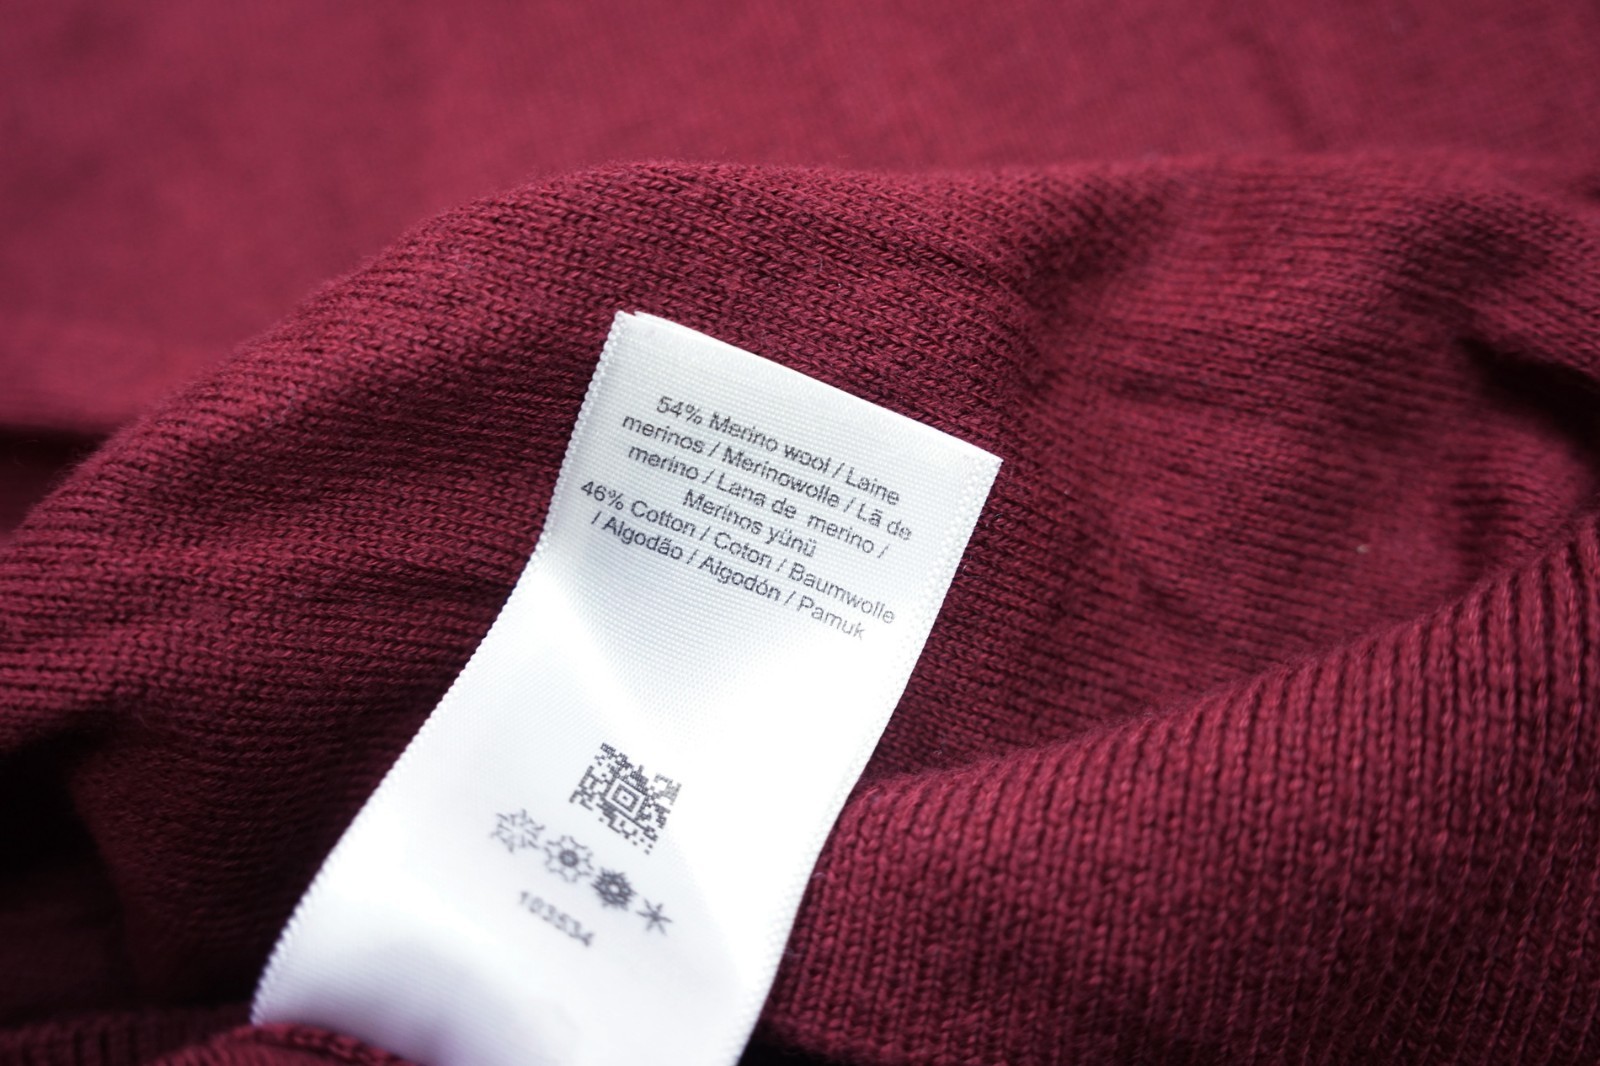 54% Merino wool / Laine
merinos / Merinowolle / Lã de
merino / Lana de merino /
Merinos yünü
46% Cotton / Coton / Baumwolle
/ Algodão / Algodón / Pamuk
103534